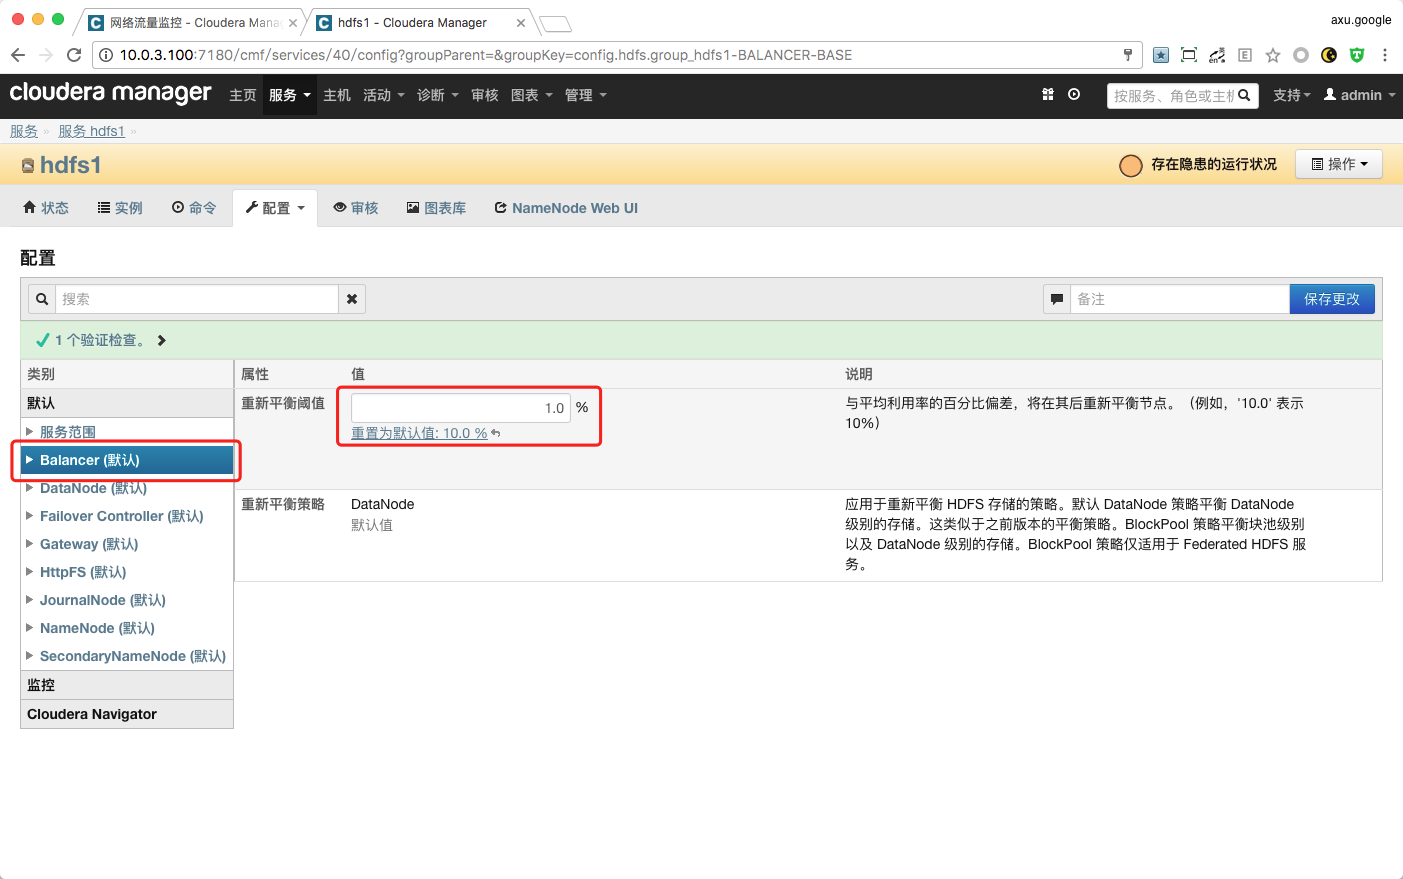 网络流量监控 - Cloudera Mana
hdfs1 - Cloudera Manager
axu.google
10.0.3.100:7180/cmf/services/40/config?groupParent=&groupKey=config.hdfs.group_hdfs1-BALANCER-BASE
cloudera manager 主页 服务 主机 活动 诊断 审核 图表 管理 按服务、角色或主机 支持 admin
服务 » 服务 hdfs1 »
hdfs1 存在隐患的运行状况 操作
状态 实例 命令 配置 审核 图表库 NameNode Web UI
配置
搜索 备注 保存更改
1 个验证检查。
类别 属性 值 说明
默认 重新平衡阈值 1.0 % 与平均利用率的百分比偏差，将在其后重新平衡节点。（例如，'10.0' 表示
10%）
重置为默认值: 10.0 %
服务范围
Balancer (默认)
DataNode (默认)
Failover Controller (默认)
Gateway (默认)
HttpFS (默认)
JournalNode (默认)
NameNode (默认)
SecondaryNameNode (默认)
监控
Cloudera Navigator
重新平衡策略 DataNode
默认值
应用于重新平衡 HDFS 存储的策略。默认 DataNode 策略平衡 DataNode
级别的存储。这类似于之前版本的平衡策略。BlockPool 策略平衡块池级别
以及 DataNode 级别的存储。BlockPool 策略仅适用于 Federated HDFS 服
务。